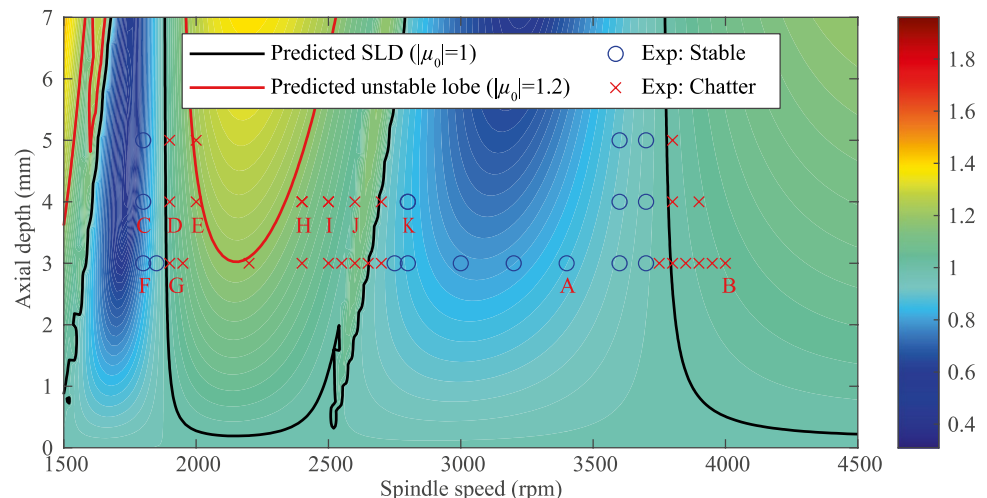 7
6
5
4
3
2
1
0
Axial depth (mm)
Predicted SLD (|μ₀|=1)
Exp: Stable
Predicted unstable lobe (|μ₀|=1.2)
Exp: Chatter
C D E H I J K
F G A B
1500 2000 2500 3000 3500 4000 4500
Spindle speed (rpm)
1.8
1.6
1.4
1.2
1
0.8
0.6
0.4